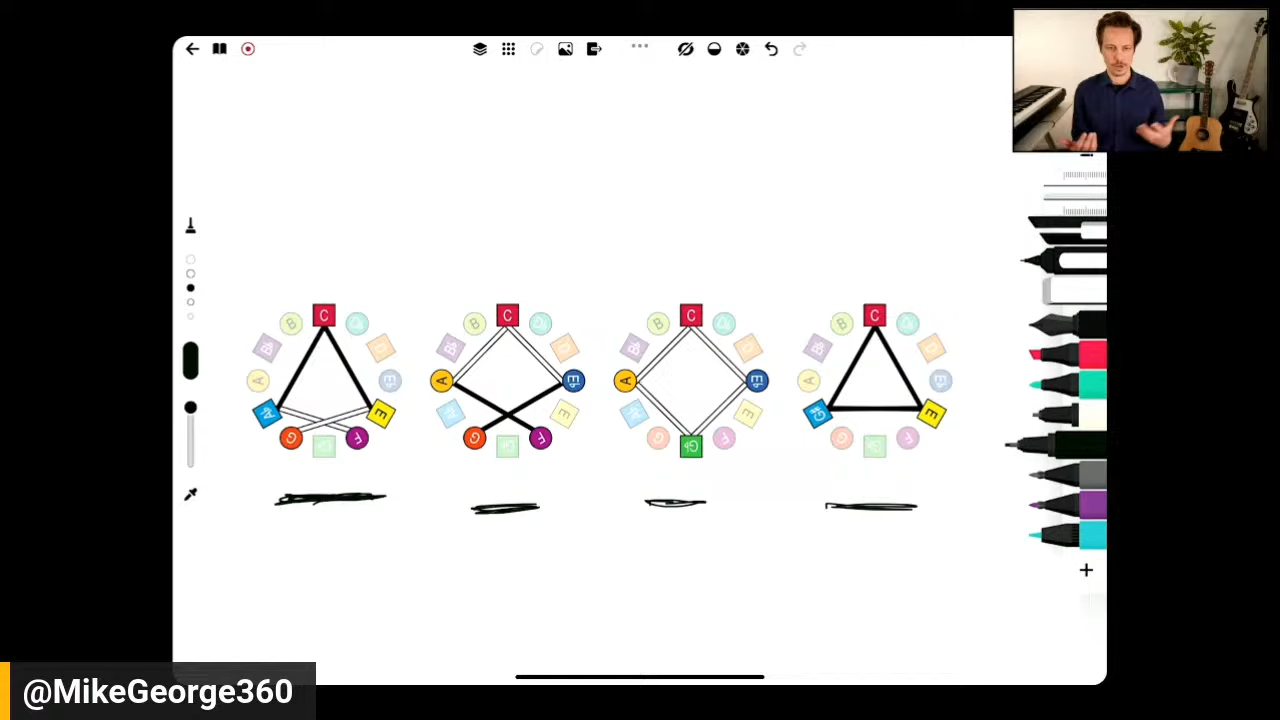 C
B D♭
B♭ D
A E♭
A♭ E
G G♭ F
C
B D♭
B♭ D
A E♭
A♭ E
G G♭ F
C
B D♭
B♭ D
A E♭
A♭ E
G G♭ F
C
B D♭
B♭ D
A E♭
G# E
G G♭ F
@MikeGeorge360